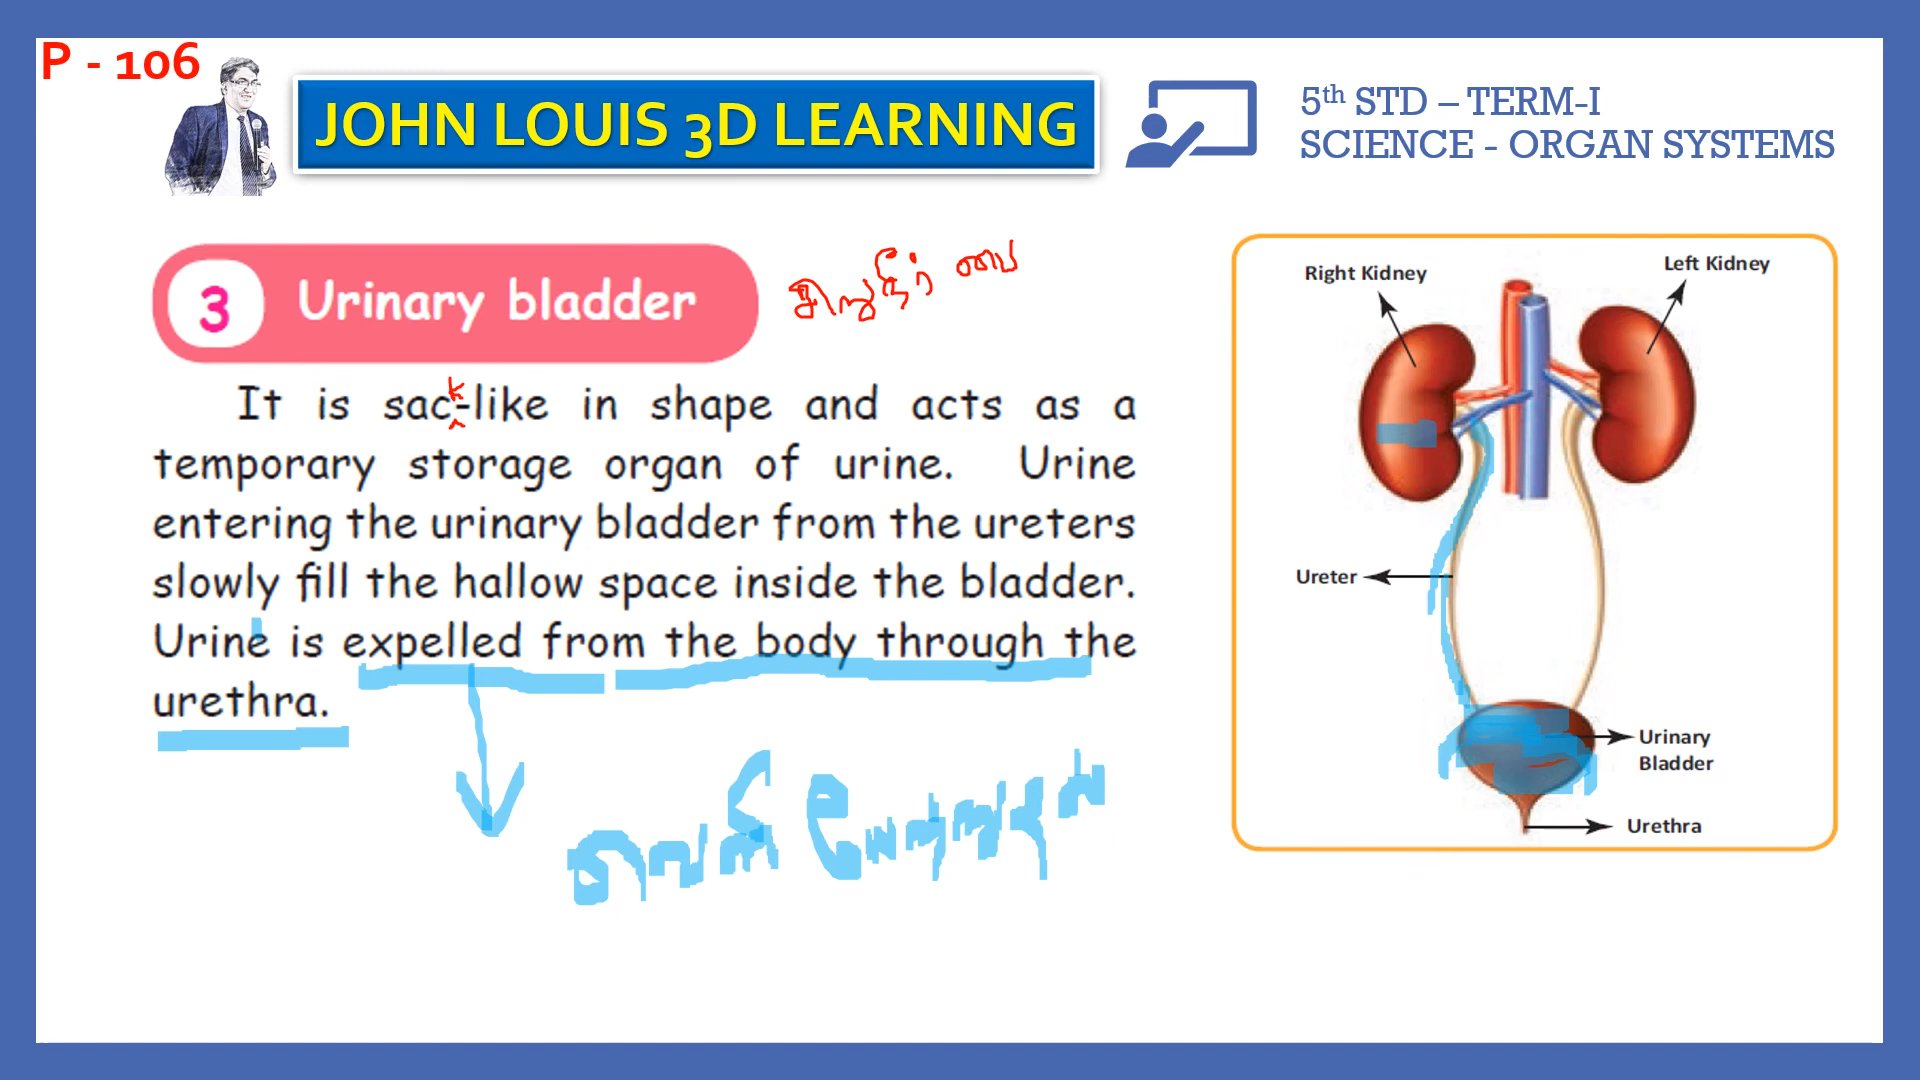 P - 106
JOHN LOUIS 3D LEARNING
5th STD – TERM-I
SCIENCE - ORGAN SYSTEMS
3 Urinary bladder
சிறுநீர் பை
k
It is sac-like in shape and acts as a
temporary storage organ of urine. Urine
entering the urinary bladder from the ureters
slowly fill the hallow space inside the bladder.
Urine is expelled from the body through the
urethra.
Right Kidney
Left Kidney
Ureter
Urinary
Bladder
Urethra